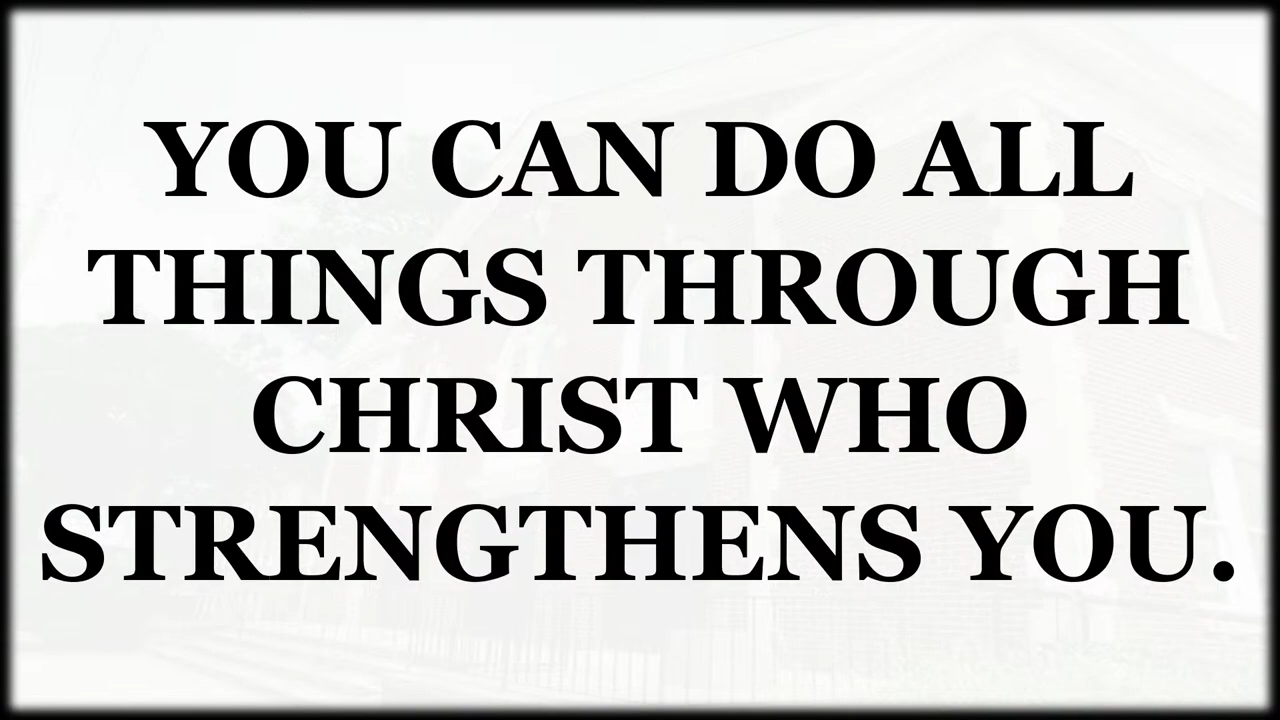 YOU CAN DO ALL
THINGS THROUGH
CHRIST WHO
STRENGTHENS YOU.